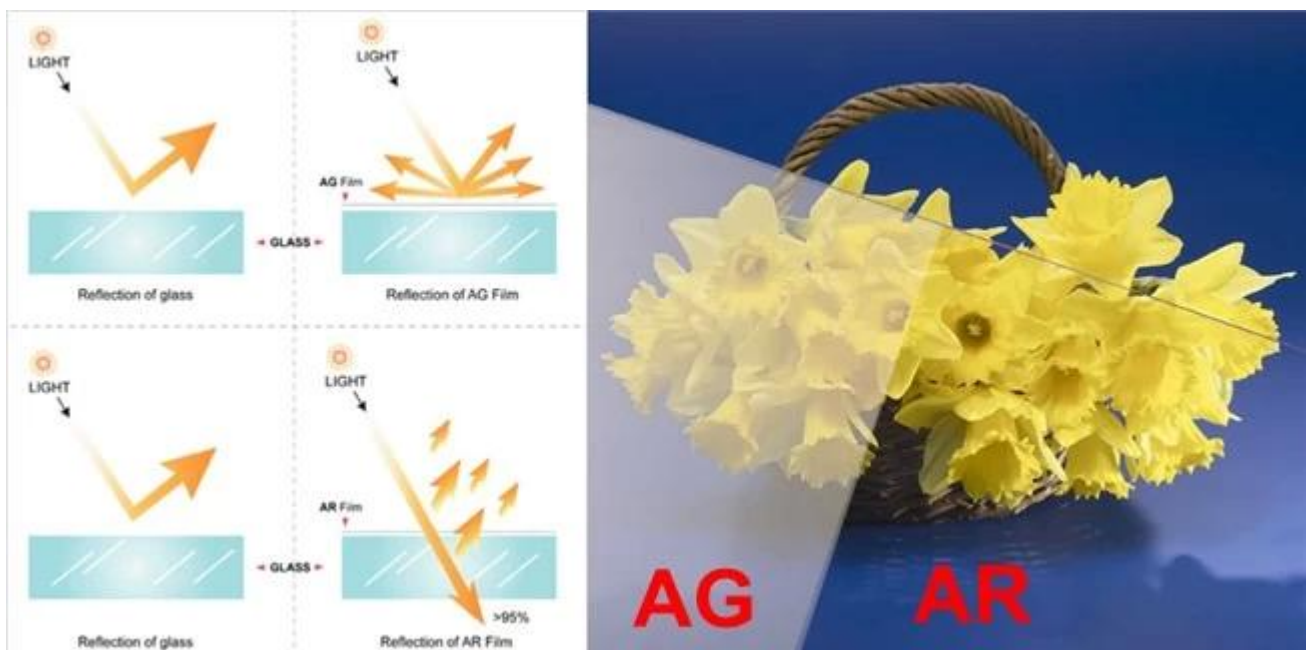 LIGHT
LIGHT
AG Film
GLASS
Reflection of glass
Reflection of AG Film
LIGHT
LIGHT
AR Film
GLASS
>95%
Reflection of glass
Reflection of AR Film
AG
AR